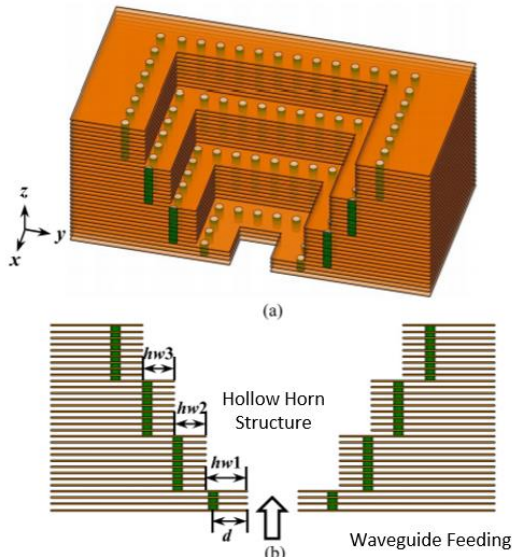 z
y
x
(a)
hw3
Hollow Horn
Structure
hw2
hw1
d
Waveguide Feeding
(b)